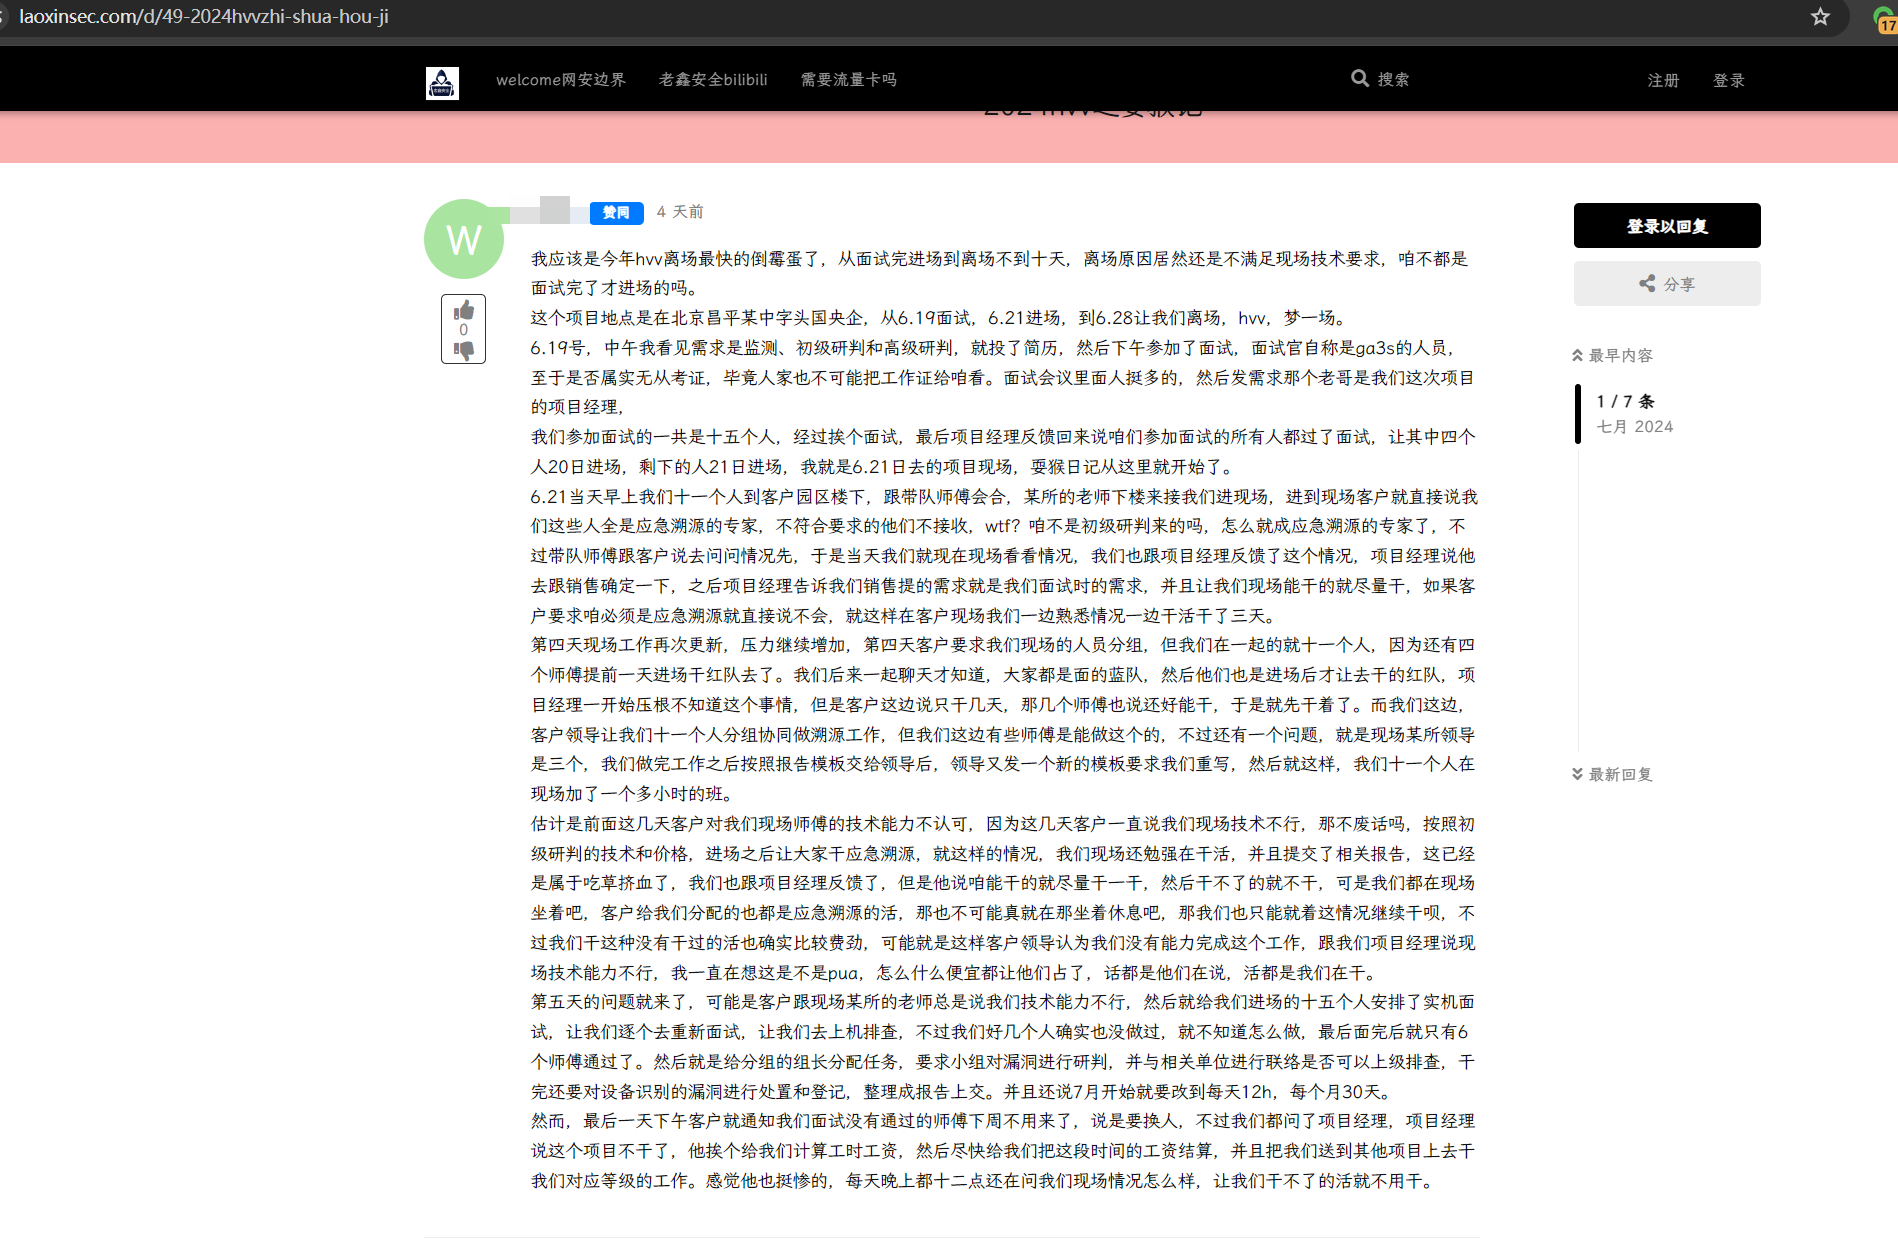 laoxinsec.com/d/49-2024hvvzhi-shua-hou-ji
17
welcome网安边界 老鑫安全bilibili 需要流量卡吗 搜索 注册 登录
W 赞同 4 天前
0
登录以回复
分享
最早内容
1 / 7 条
七月 2024
最新回复
我应该是今年hvv离场最快的倒霉蛋了，从面试完进场到离场不到十天，离场原因居然还是不满足现场技术要求，咱不都是
面试完了才进场的吗。
这个项目地点是在北京昌平某中字头国央企，从6.19面试，6.21进场，到6.28让我们离场，hvv，梦一场。
6.19号，中午我看见需求是监测、初级研判和高级研判，就投了简历，然后下午参加了面试，面试官自称是ga3s的人员，
至于是否属实无从考证，毕竟人家也不可能把工作证给咱看。面试会议里面人挺多的，然后发需求那个老哥是我们这次项目
的项目经理，
我们参加面试的一共是十五个人，经过挨个面试，最后项目经理反馈回来说咱们参加面试的所有人都过了面试，让其中四个
人20日进场，剩下的人21日进场，我就是6.21日去的项目现场，耍猴日记从这里就开始了。
6.21当天早上我们十一个人到客户园区楼下，跟带队师傅会合，某所的老师下楼来接我们进现场，进到现场客户就直接说我
们这些人全是应急溯源的专家，不符合要求的他们不接收，wtf？咱不是初级研判来的吗，怎么就成应急溯源的专家了，不
过带队师傅跟客户说去问问情况先，于是当天我们就现在现场看看情况，我们也跟项目经理反馈了这个情况，项目经理说他
去跟销售确定一下，之后项目经理告诉我们销售提的需求就是我们面试时的需求，并且让我们现场能干的就尽量干，如果客
户要求咱必须是应急溯源就直接说不会，就这样在客户现场我们一边熟悉情况一边干活干了三天。
第四天现场工作再次更新，压力继续增加，第四天客户要求我们现场的人员分组，但我们在一起的就十一个人，因为还有四
个师傅提前一天进场干红队去了。我们后来一起聊天才知道，大家都是面的蓝队，然后他们也是进场后才让去干的红队，项
目经理一开始压根不知道这个事情，但是客户这边说只干几天，那几个师傅也说还好能干，于是就先干着了。而我们这边，
客户领导让我们十一个人分组协同做溯源工作，但我们这边有些师傅是能做这个的，不过还有一个问题，就是现场某所领导
是三个，我们做完工作之后按照报告模板交给领导后，领导又发一个新的模板要求我们重写，然后就这样，我们十一个人在
现场加了一个多小时的班。
估计是前面这几天客户对我们现场师傅的技术能力不认可，因为这几天客户一直说我们现场技术不行，那不废话吗，按照初
级研判的技术和价格，进场之后让大家干应急溯源，就这样的情况，我们现场还勉强在干活，并且提交了相关报告，这已经
是属于吃草挤血了，我们也跟项目经理反馈了，但是他说咱能干的就尽量干一干，然后干不了的就不干，可是我们都在现场
坐着吧，客户给我们分配的也都是应急溯源的活，那也不可能真就在那坐着休息吧，那我们也只能就着这情况继续干呗，不
过我们干这种没有干过的活也确实比较费劲，可能就是这样客户领导认为我们没有能力完成这个工作，跟我们项目经理说现
场技术能力不行，我一直在想这是不是pua，怎么什么便宜都让他们占了，话都是他们在说，活都是我们在干。
第五天的问题就来了，可能是客户跟现场某所的老师总是说我们技术能力不行，然后就给我们进场的十五个人安排了实机面
试，让我们逐个去重新面试，让我们去上机排查，不过我们好几个人确实也没做过，就不知道怎么做，最后面完后就只有6
个师傅通过了。然后就是给分组的组长分配任务，要求小组对漏洞进行研判，并与相关单位进行联络是否可以上级排查，干
完还要对设备识别的漏洞进行处置和登记，整理成报告上交。并且还说7月开始就要改到每天12h，每个月30天。
然而，最后一天下午客户就通知我们面试没有通过的师傅下周不用来了，说是要换人，不过我们都问了项目经理，项目经理
说这个项目不干了，他挨个给我们计算工时工资，然后尽快给我们把这段时间的工资结算，并且把我们送到其他项目上去干
我们对应等级的工作。感觉他也挺惨的，每天晚上都十二点还在问我们现场情况怎么样，让我们干不了的活就不用干。